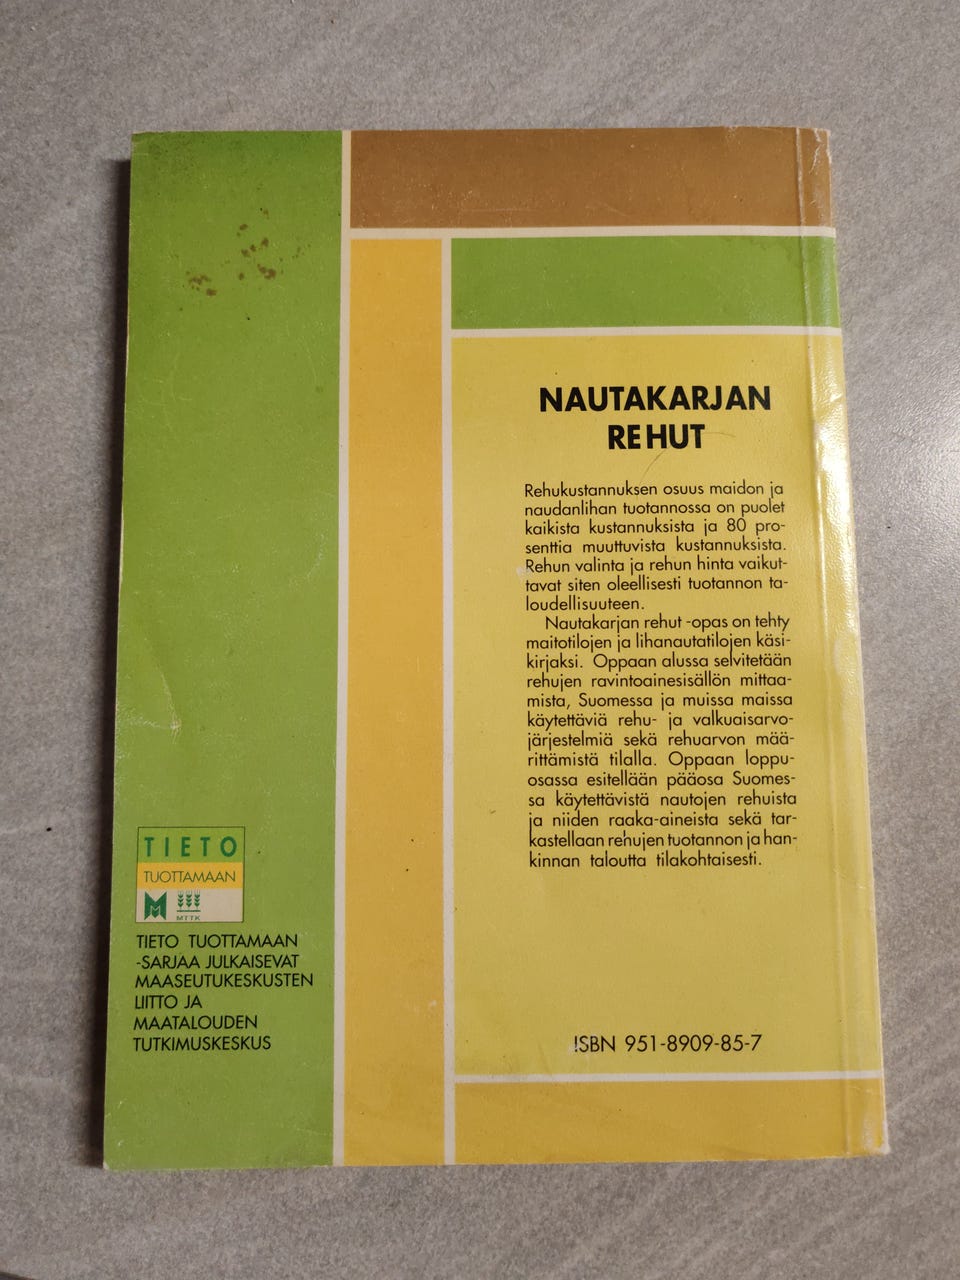 NAUTAKARJAN
REHUT
Rehukustannuksen osuus maidon ja
naudanlihan tuotannossa on puolet
kaikista kustannuksista ja 80 pro-
senttia muuttuvista kustannuksista.
Rehun valinta ja rehun hinta vaikut-
tavat siten oleellisesti tuotannon ta-
loudellisuuteen.
Nautakarjan rehut -opas on tehty
maitotilojen ja lihanautatilojen käsi-
kirjaksi. Oppaan alussa selvitetään
rehujen ravintoainesisällön mittaa-
mista, Suomessa ja muissa maissa
käytettäviä rehu- ja valkuaisarvo-
järjestelmiä sekä rehuarvon mää-
rittämistä tilalla. Oppaan loppu-
osassa esitellään pääosa Suomes-
sa käytettävistä nautojen rehuista
ja niiden raaka-aineista sekä tar-
kastellaan rehujen tuotannon ja han-
kinnan taloutta tilakohtaisesti.
TIETO
TUOTTAMAAN
MTTK
TIETO TUOTTAMAAN
-SARJAA JULKAISEVAT
MAASEUTUKESKUSTEN
LIITTO JA
MAATALOUDEN
TUTKIMUSKESKUS
ISBN 951-8909-85-7